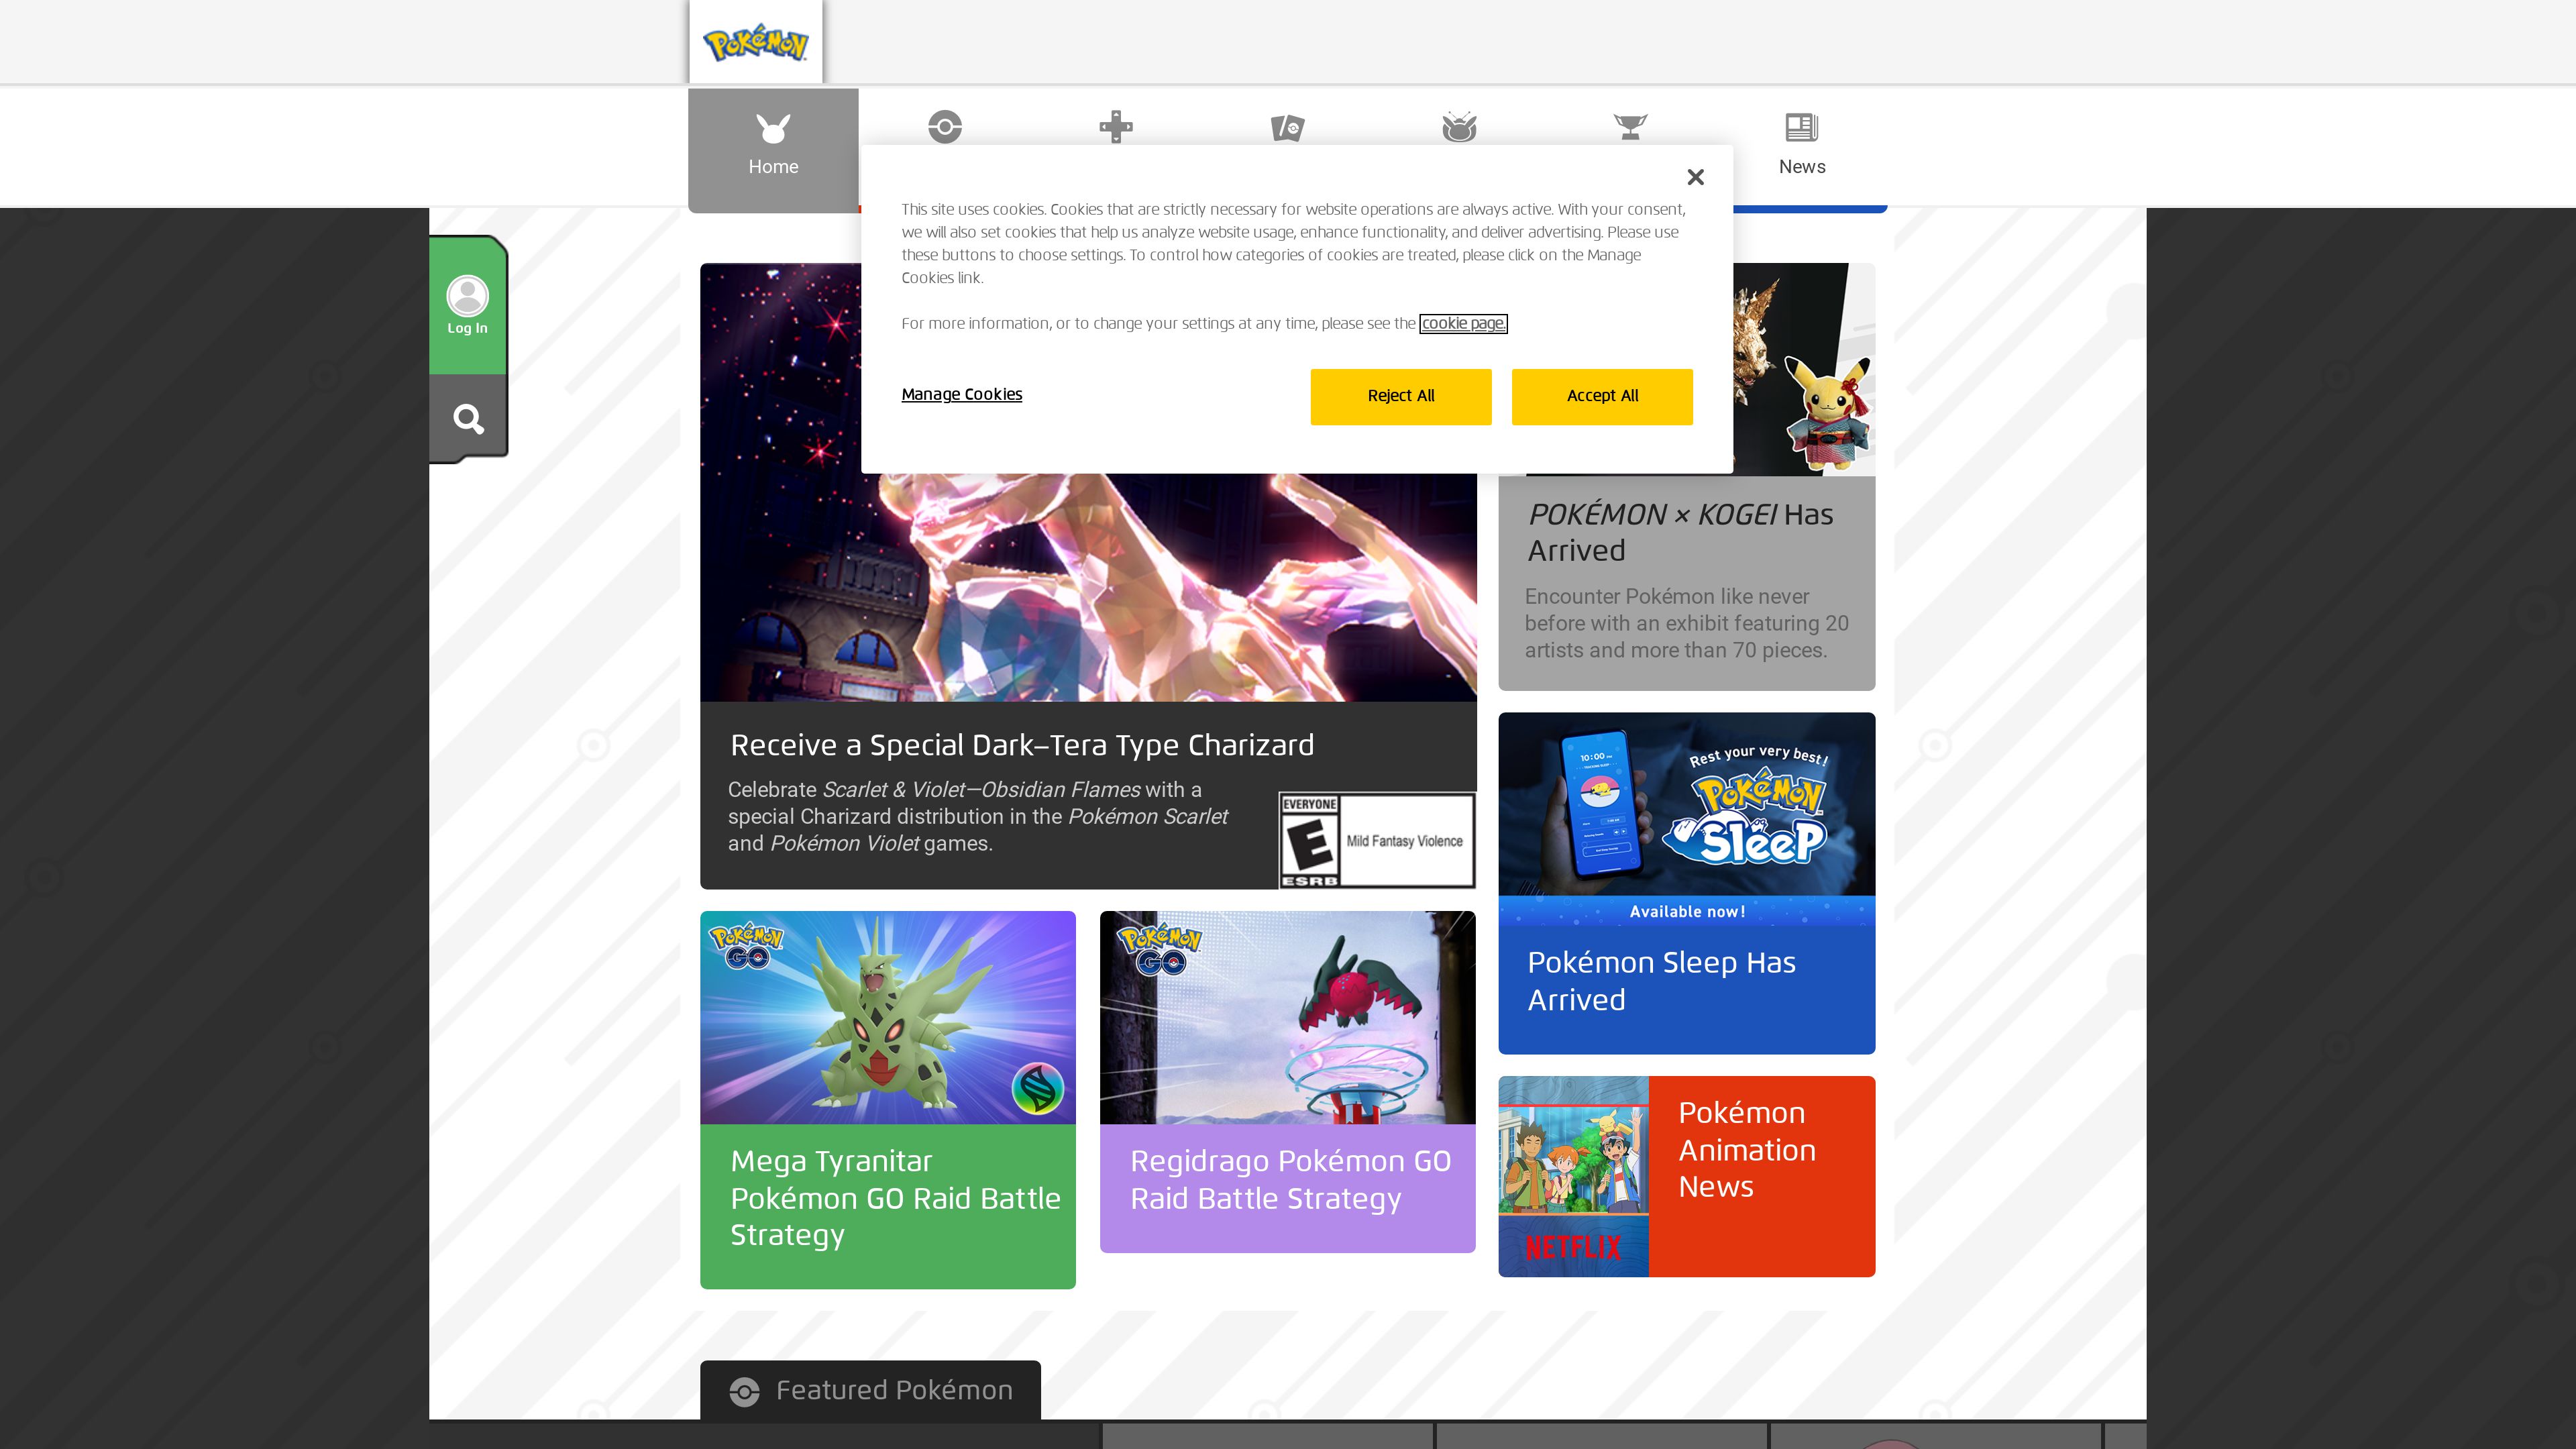 POKÉMON
Home
News
This site uses cookies. Cookies that are strictly necessary for website operations are always active. With your consent,
we will also set cookies that help us analyze website usage, enhance functionality, and deliver advertising. Please use
these buttons to choose settings. To control how categories of cookies are treated, please click on the Manage
Cookies link.
For more information, or to change your settings at any time, please see the cookie page.
Manage Cookies
Reject All
Accept All
Log In
POKÉMON × KOGEI Has
Arrived
Encounter Pokémon like never
before with an exhibit featuring 20
artists and more than 70 pieces.
Receive a Special Dark–Tera Type Charizard
Celebrate Scarlet & Violet—Obsidian Flames with a
special Charizard distribution in the Pokémon Scarlet
and Pokémon Violet games.
EVERYONE
E
ESRB
Mild Fantasy Violence
10:00
Rest your very best!
POKÉMON
Sleep
Available now!
Pokémon Sleep Has
Arrived
POKÉMON
GO
Mega Tyranitar
Pokémon GO Raid Battle
Strategy
POKÉMON
GO
Regidrago Pokémon GO
Raid Battle Strategy
NETFLIX
Pokémon
Animation
News
Featured Pokémon